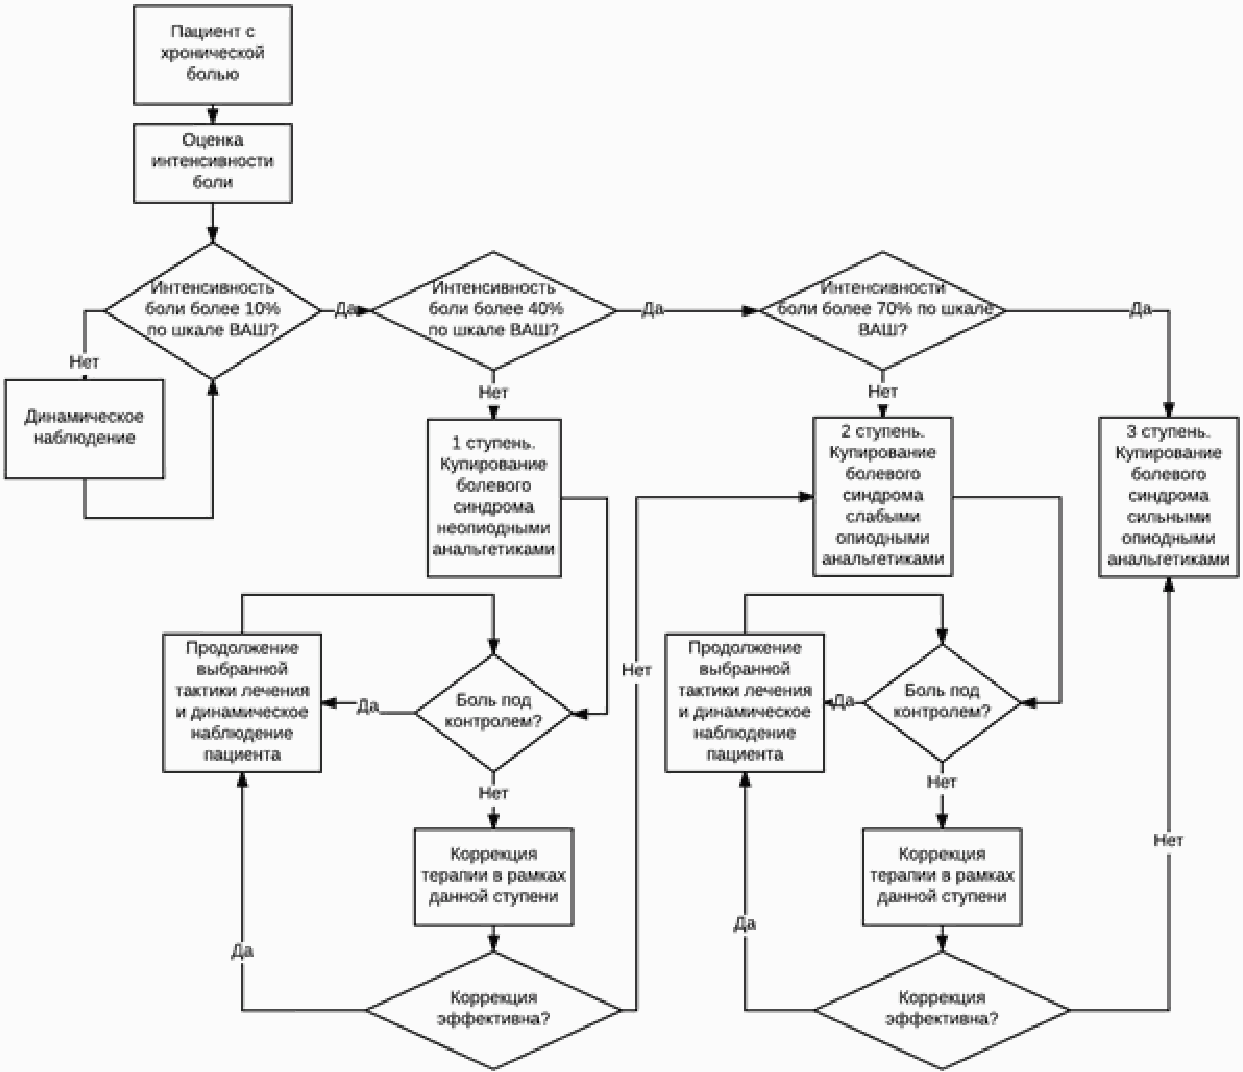 Пациент с
хронической
болью
Оценка
интенсивности
боли
Интенсивность
боли более 10%
по шкале ВАШ?
Да
Интенсивность
боли более 40%
по шкале ВАШ?
Да
Интенсивности
боли более 70% по шкале
ВАШ?
Да
Нет
Нет
Нет
Динамическое
наблюдение
1 ступень.
Купирование
болевого
синдрома
неопиодными
анальгетиками
2 ступень.
Купирование
болевого
синдрома
слабыми
опиодными
анальгетиками
3 ступень.
Купирование
болевого
синдрома
сильными
опиодными
анальгетиками
Продолжение
выбранной
тактики лечения
и динамическое
наблюдение
пациента
Да
Боль под
контролем?
Нет
Продолжение
выбранной
тактики лечения
и динамическое
наблюдение
пациента
Да
Боль под
контролем?
Нет
Нет
Коррекция
терапии в рамках
данной ступени
Коррекция
терапии в рамках
данной ступени
Нет
Да
Да
Коррекция
эффективна?
Коррекция
эффективна?